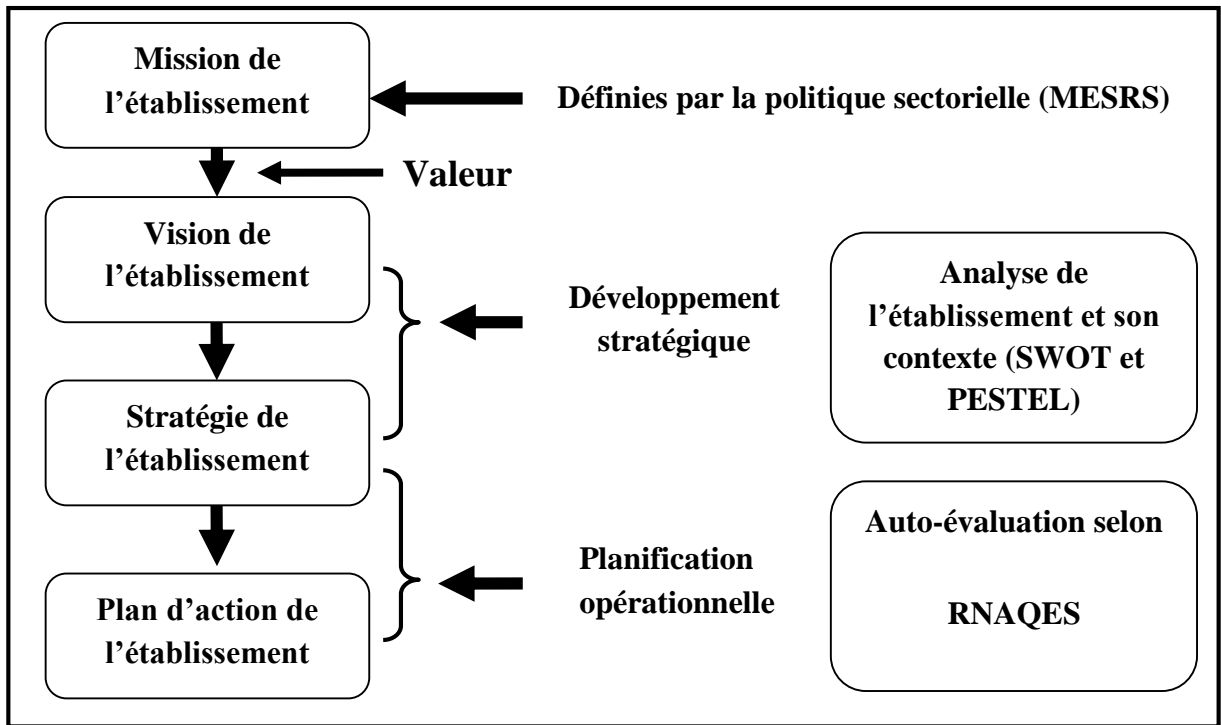 Mission de
l’établissement
Définies par la politique sectorielle (MESRS)
Valeur
Vision de
l’établissement
Développement
stratégique
Analyse de
l’établissement et son
contexte (SWOT et
PESTEL)
Stratégie de
l’établissement
Planification
opérationnelle
Auto-évaluation selon
RNAQES
Plan d’action de
l’établissement